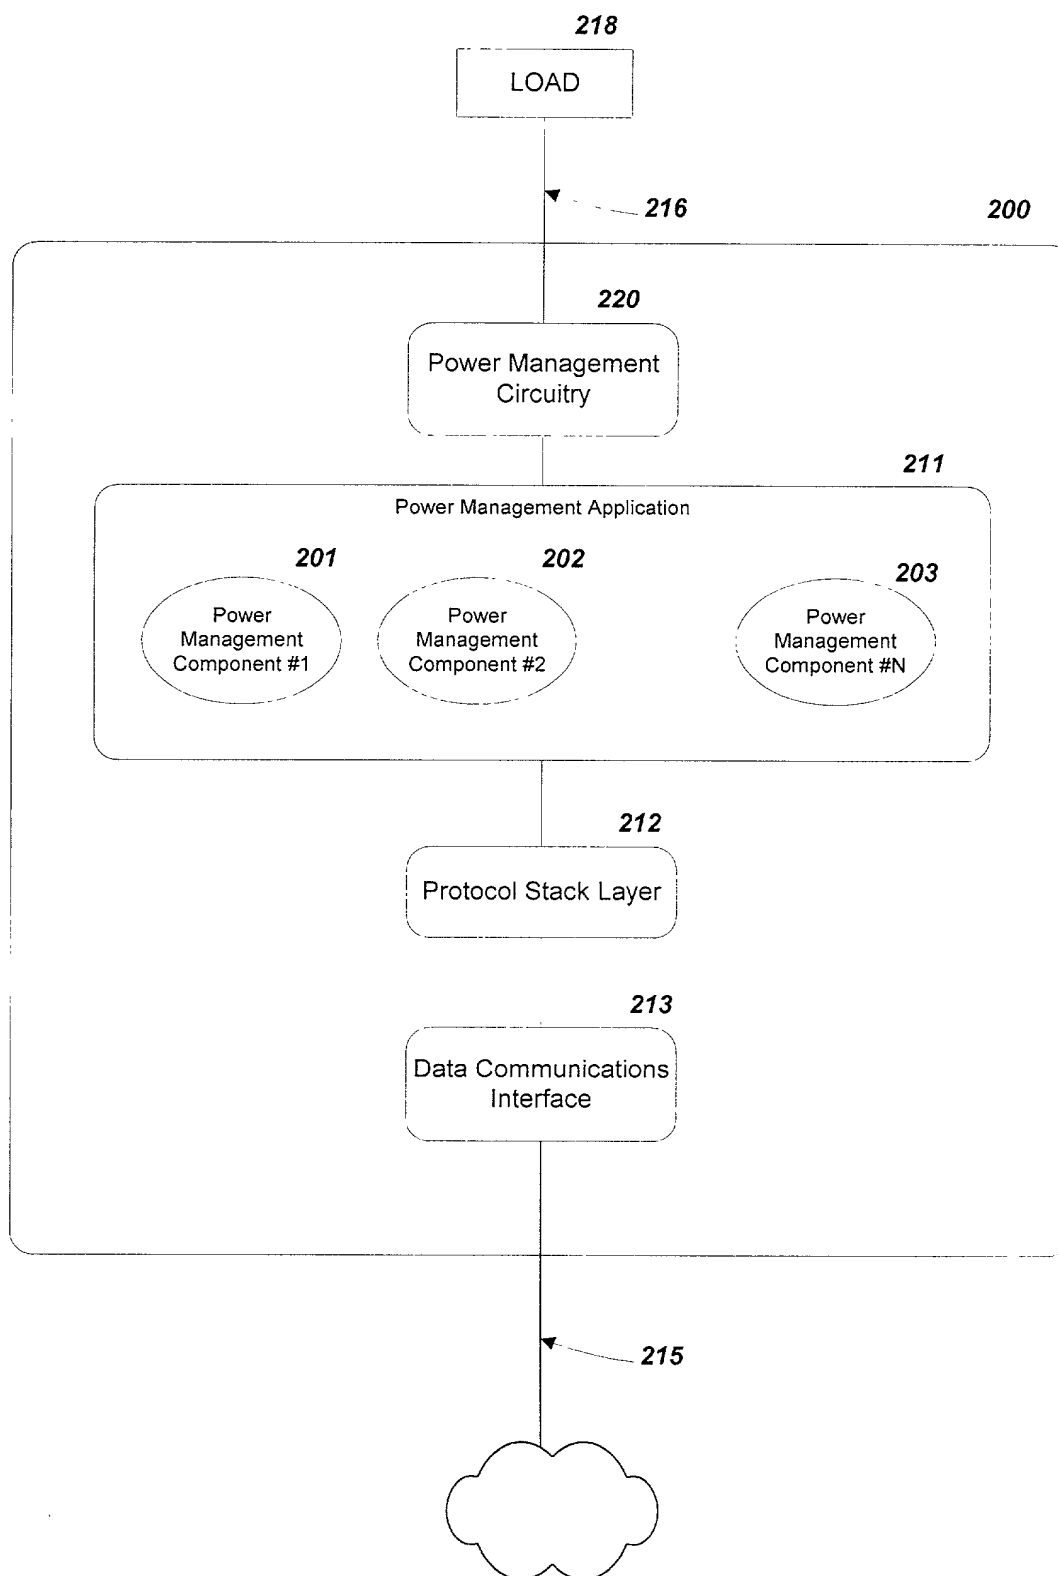 218
LOAD
216
200
220
Power Management
Circuitry
211
Power Management Application
201
202
203
Power
Management
Component #1
Power
Management
Component #2
Power
Management
Component #N
212
Protocol Stack Layer
213
Data Communications
Interface
215